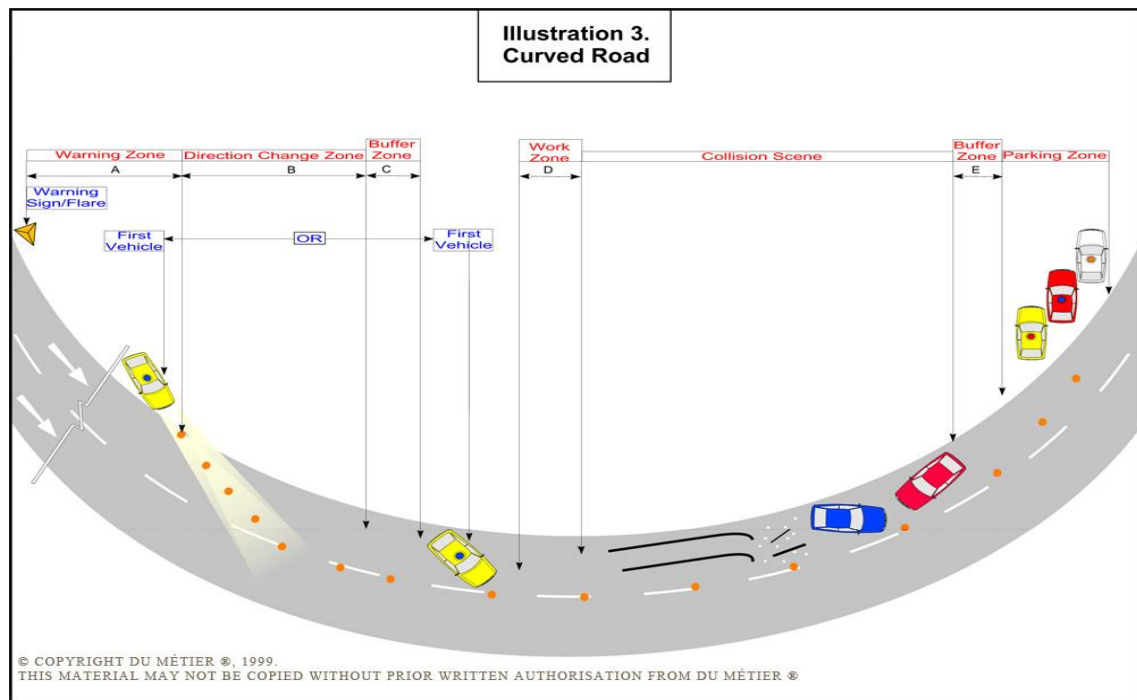 Illustration 3.
Curved Road
Warning Zone
Direction Change Zone
Buffer
Zone
Work
Zone
Collision Scene
Buffer
Zone
Parking Zone
A
B
C
D
E
Warning
Sign/Flare
First
Vehicle
OR
First
Vehicle
© COPYRIGHT DU MÉTIER ®, 1999.
THIS MATERIAL MAY NOT BE COPIED WITHOUT PRIOR WRITTEN AUTHORISATION FROM DU MÉTIER ®